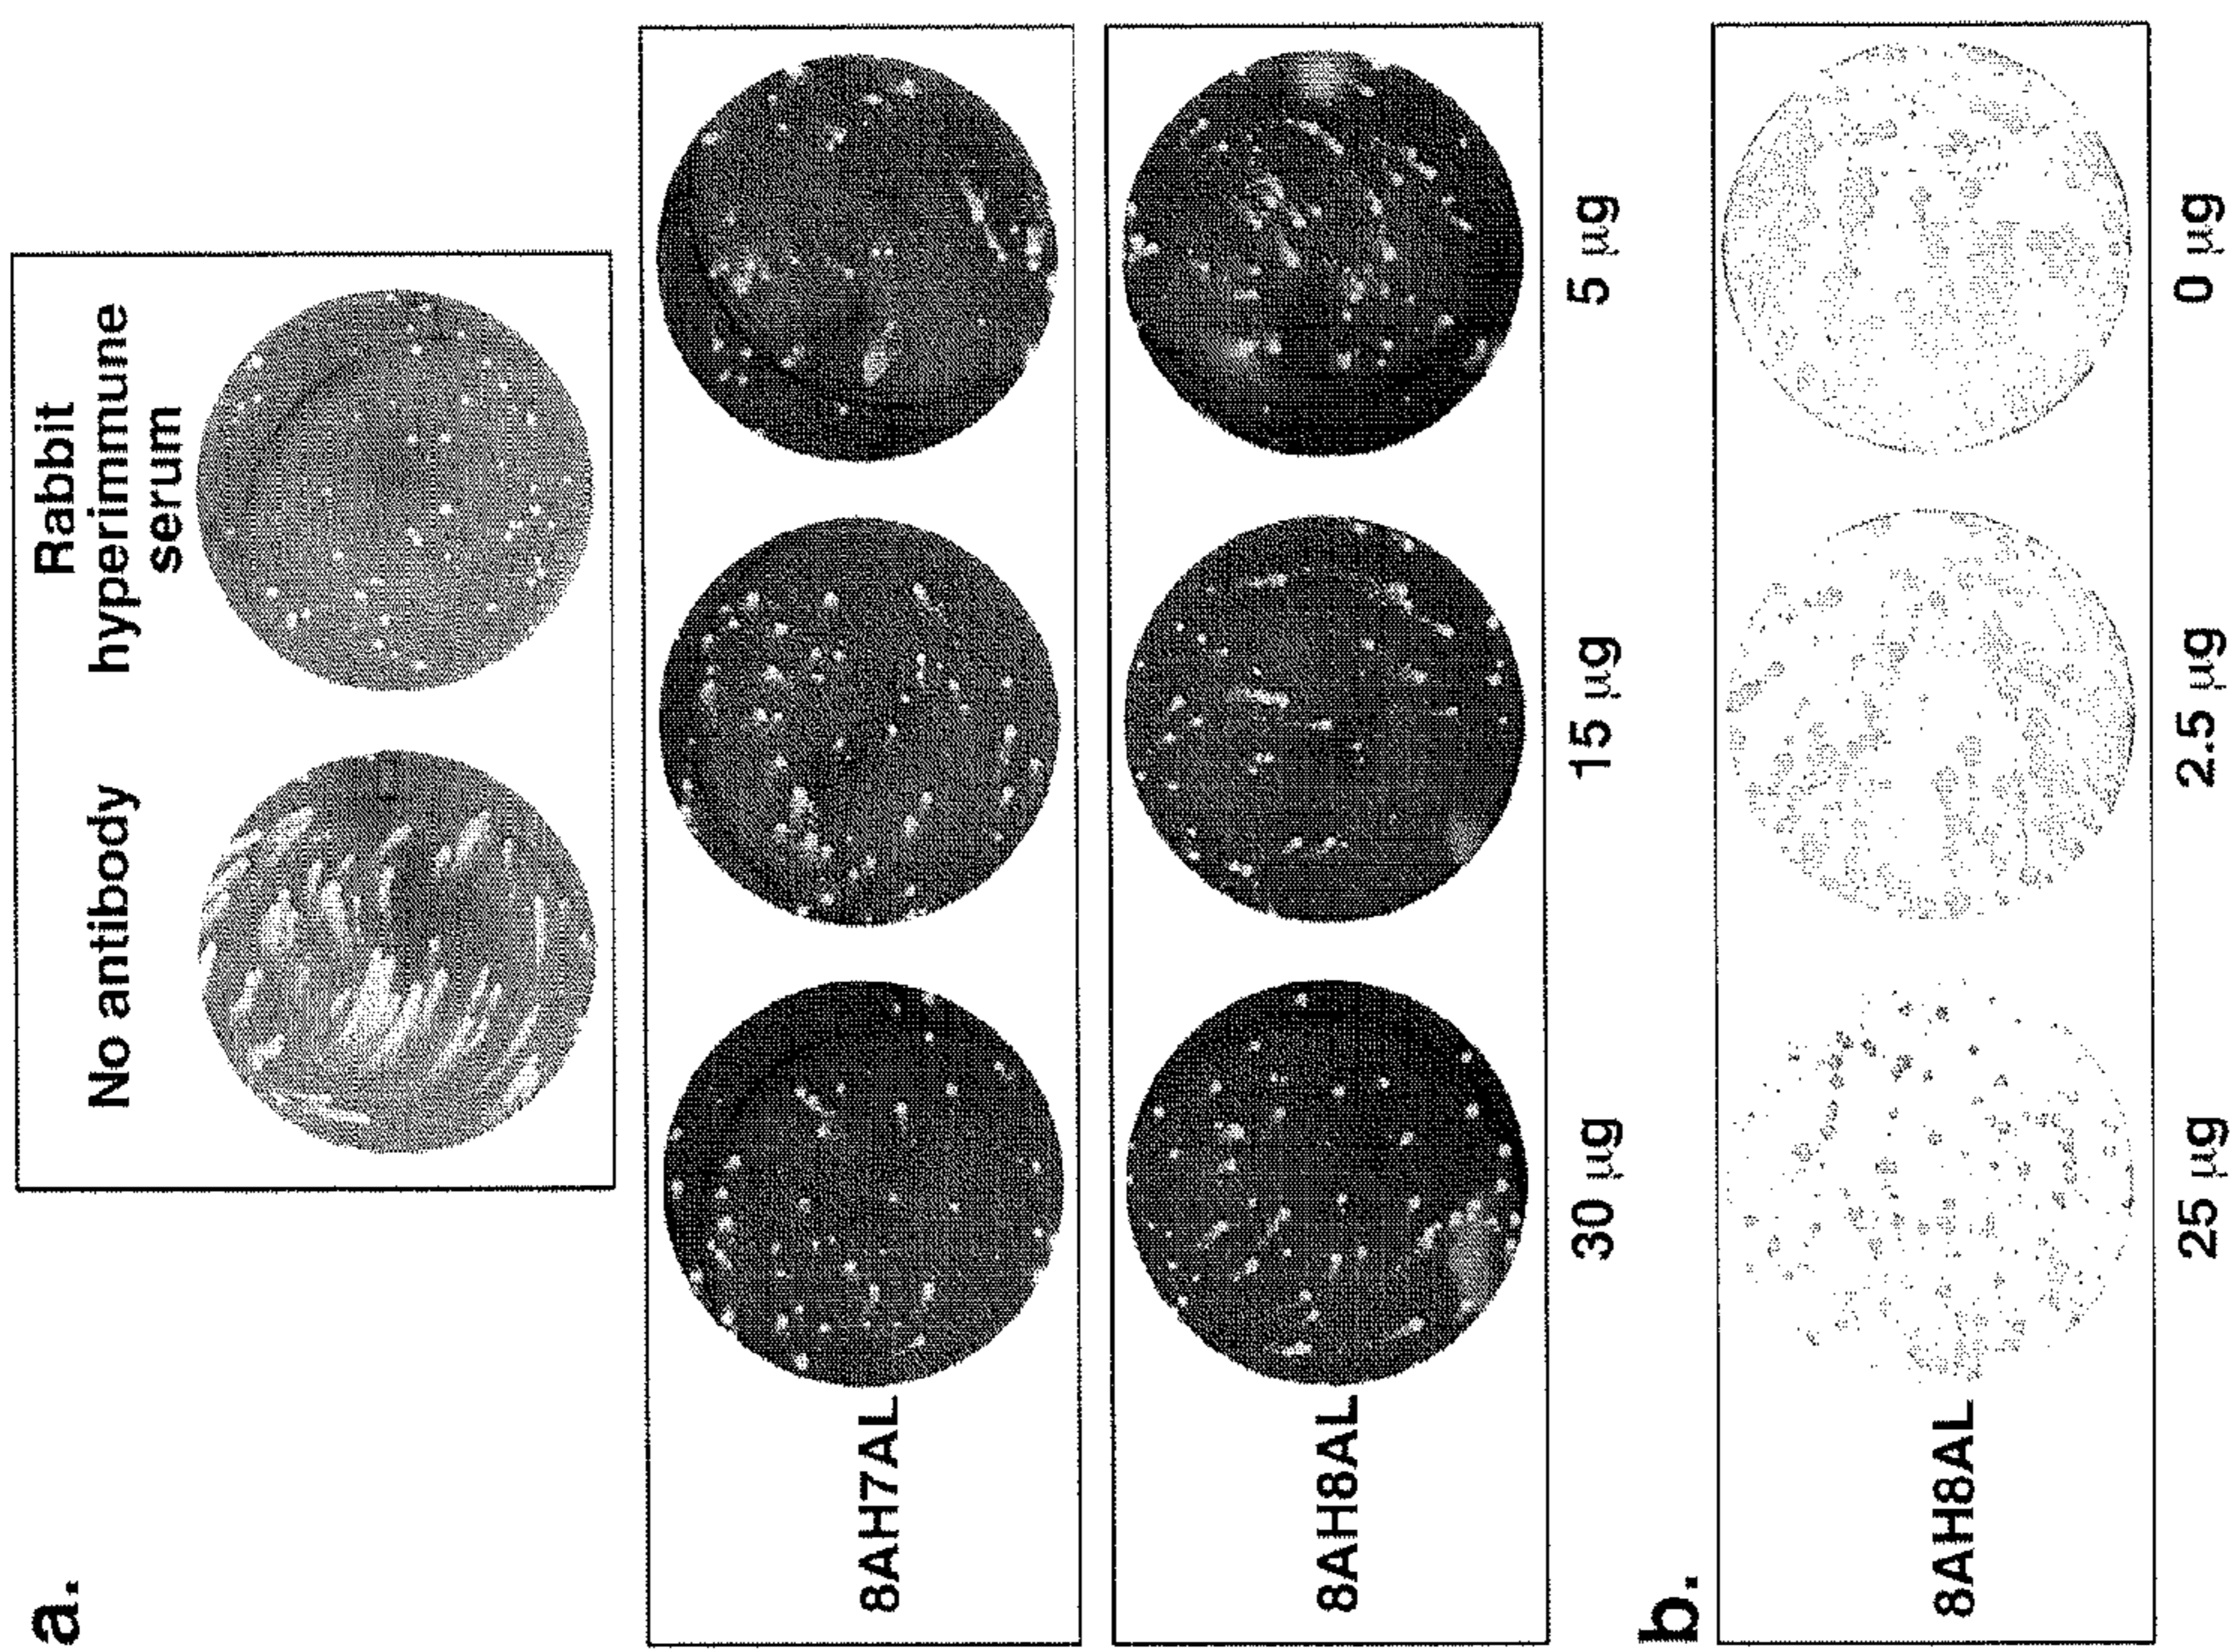 a.
No antibody
Rabbit
hyperimmune
serum
8AH7AL
8AH8AL
30 µg
15 µg
5 µg
b.
8AH8AL
25 µg
2.5 µg
0 µg